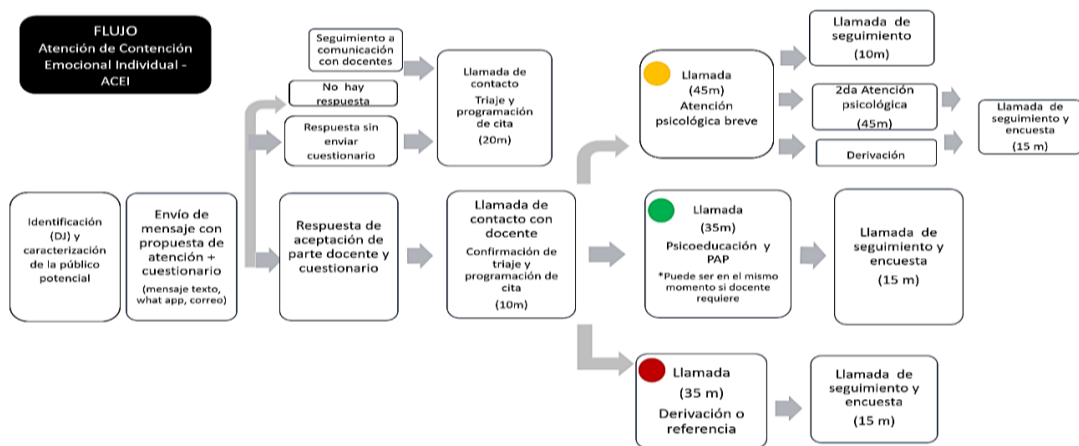 FLUJO
Atención de Contención
Emocional Individual -
ACEI
Identificación
(DJ) y
caracterización
de la público
potencial
Envío de
mensaje con
propuesta de
atención +
cuestionario
(mensaje texto,
what app, correo)
Seguimiento a
comunicación
con docentes
No hay
respuesta
Respuesta sin
enviar
cuestionario
Llamada de
contacto
Triaje y
programación
de cita
(20m)
Respuesta de
aceptación de
parte docente y
cuestionario
Llamada de
contacto con
docente
Confirmación de
triaje y
programación de
cita
(10m)
Llamada
(45m)
Atención
psicológica breve
Llamada de
seguimiento
(10m)
2da Atención
psicológica
(45m)
Derivación
Llamada de
seguimiento y
encuesta
(15 m)
Llamada
(35m)
Psicoeducación y
PAP
*Puede ser en el mismo
momento si docente
requiere
Llamada de
seguimiento y
encuesta
(15 m)
Llamada
(35 m)
Derivación o
referencia
Llamada de
seguimiento y
encuesta
(15 m)